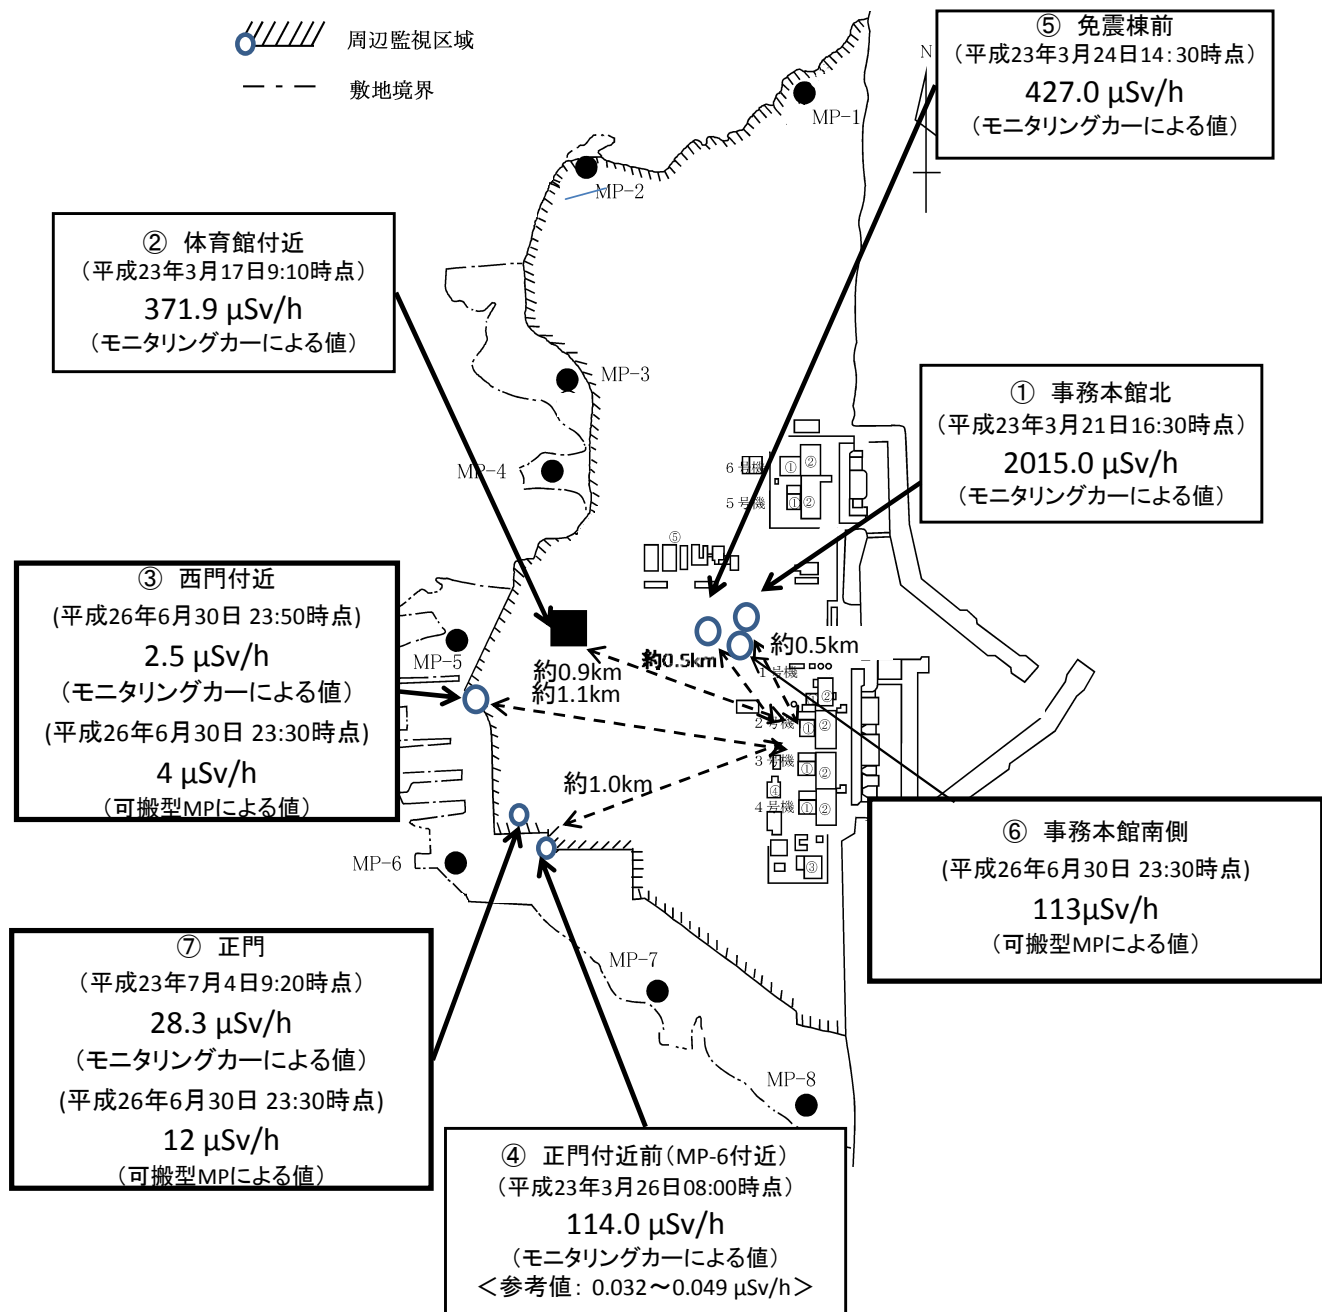 周辺監視区域
敷地境界
⑤ 免震棟前
(平成23年3月24日14:30時点)
427.0 μSv/h
(モニタリングカーによる値)
N
MP-1
MP-2
② 体育館付近
(平成23年3月17日9:10時点)
371.9 μSv/h
(モニタリングカーによる値)
MP-3
① 事務本館北
(平成23年3月21日16:30時点)
2015.0 μSv/h
(モニタリングカーによる値)
MP-4
6号機
① ②
5号機
① ②
⑤
③ 西門付近
(平成26年6月30日 23:50時点)
2.5 μSv/h
(モニタリングカーによる値)
(平成26年6月30日 23:30時点)
4 μSv/h
(可搬型MPによる値)
MP-5
約0.9km
約1.1km
約0.5km
約0.5km
1号機
②
2号機
① ②
3号機
① ②
④
4号機
① ②
③
約1.0km
MP-6
⑥ 事務本館南側
(平成26年6月30日 23:30時点)
113μSv/h
(可搬型MPによる値)
⑦ 正門
(平成23年7月4日9:20時点)
28.3 μSv/h
(モニタリングカーによる値)
(平成26年6月30日 23:30時点)
12 μSv/h
(可搬型MPによる値)
MP-7
MP-8
④ 正門付近前(MP-6付近)
(平成23年3月26日08:00時点)
114.0 μSv/h
(モニタリングカーによる値)
<参考値: 0.032～0.049 μSv/h>